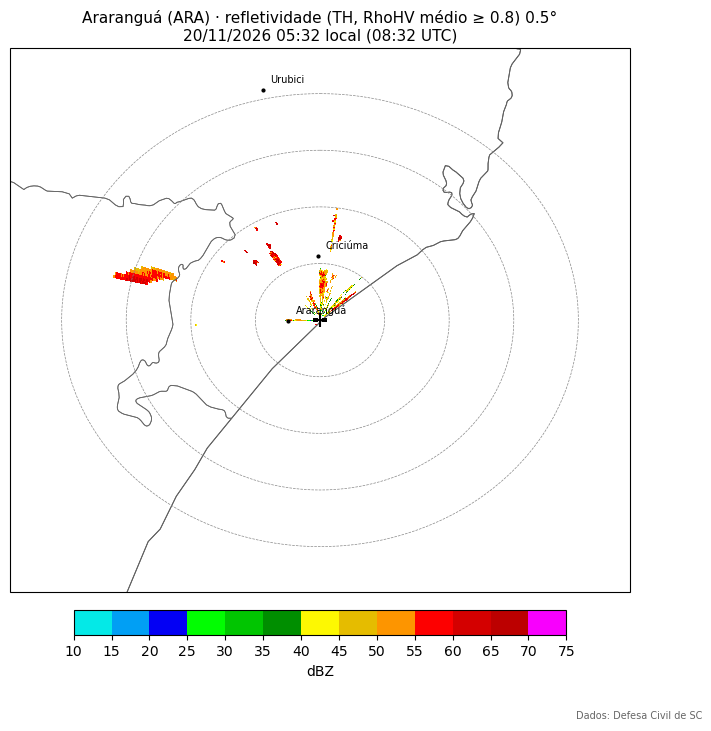 Araranguá (ARA) · refletividade (TH, RhoHV médio ≥ 0.8) 0.5°
20/11/2026 05:32 local (08:32 UTC)
Urubici
Criciúma
Araranguá
10 15 20 25 30 35 40 45 50 55 60 65 70 75
dBZ
Dados: Defesa Civil de SC